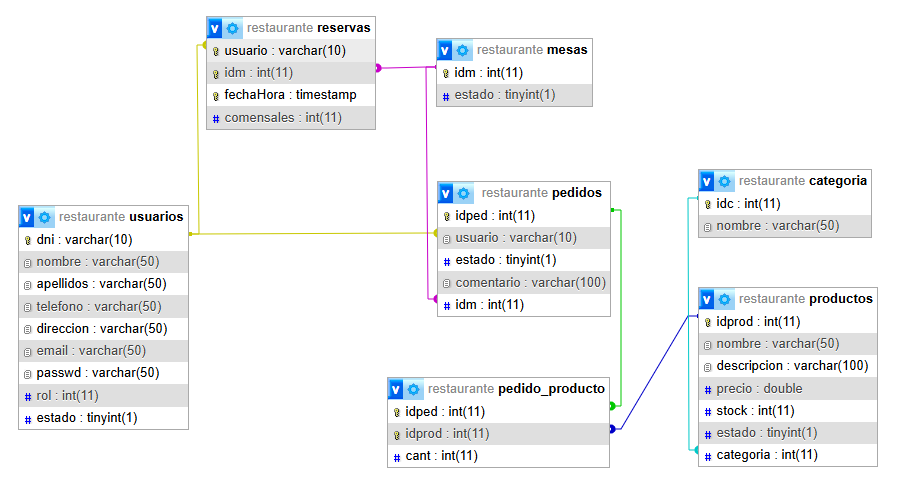 v restaurante reservas
usuario : varchar(10)
idm : int(11)
fechaHora : timestamp
# comensales : int(11)
v restaurante mesas
idm : int(11)
# estado : tinyint(1)
v restaurante pedidos
idped : int(11)
usuario : varchar(10)
# estado : tinyint(1)
comentario : varchar(100)
# idm : int(11)
v restaurante categoria
idc : int(11)
nombre : varchar(50)
v restaurante usuarios
dni : varchar(10)
nombre : varchar(50)
apellidos : varchar(50)
telefono : varchar(50)
direccion : varchar(50)
email : varchar(50)
passwd : varchar(50)
# rol : int(11)
# estado : tinyint(1)
v restaurante productos
idprod : int(11)
nombre : varchar(50)
descripcion : varchar(100)
# precio : double
# stock : int(11)
# estado : tinyint(1)
# categoria : int(11)
v restaurante pedido_producto
idped : int(11)
idprod : int(11)
# cant : int(11)